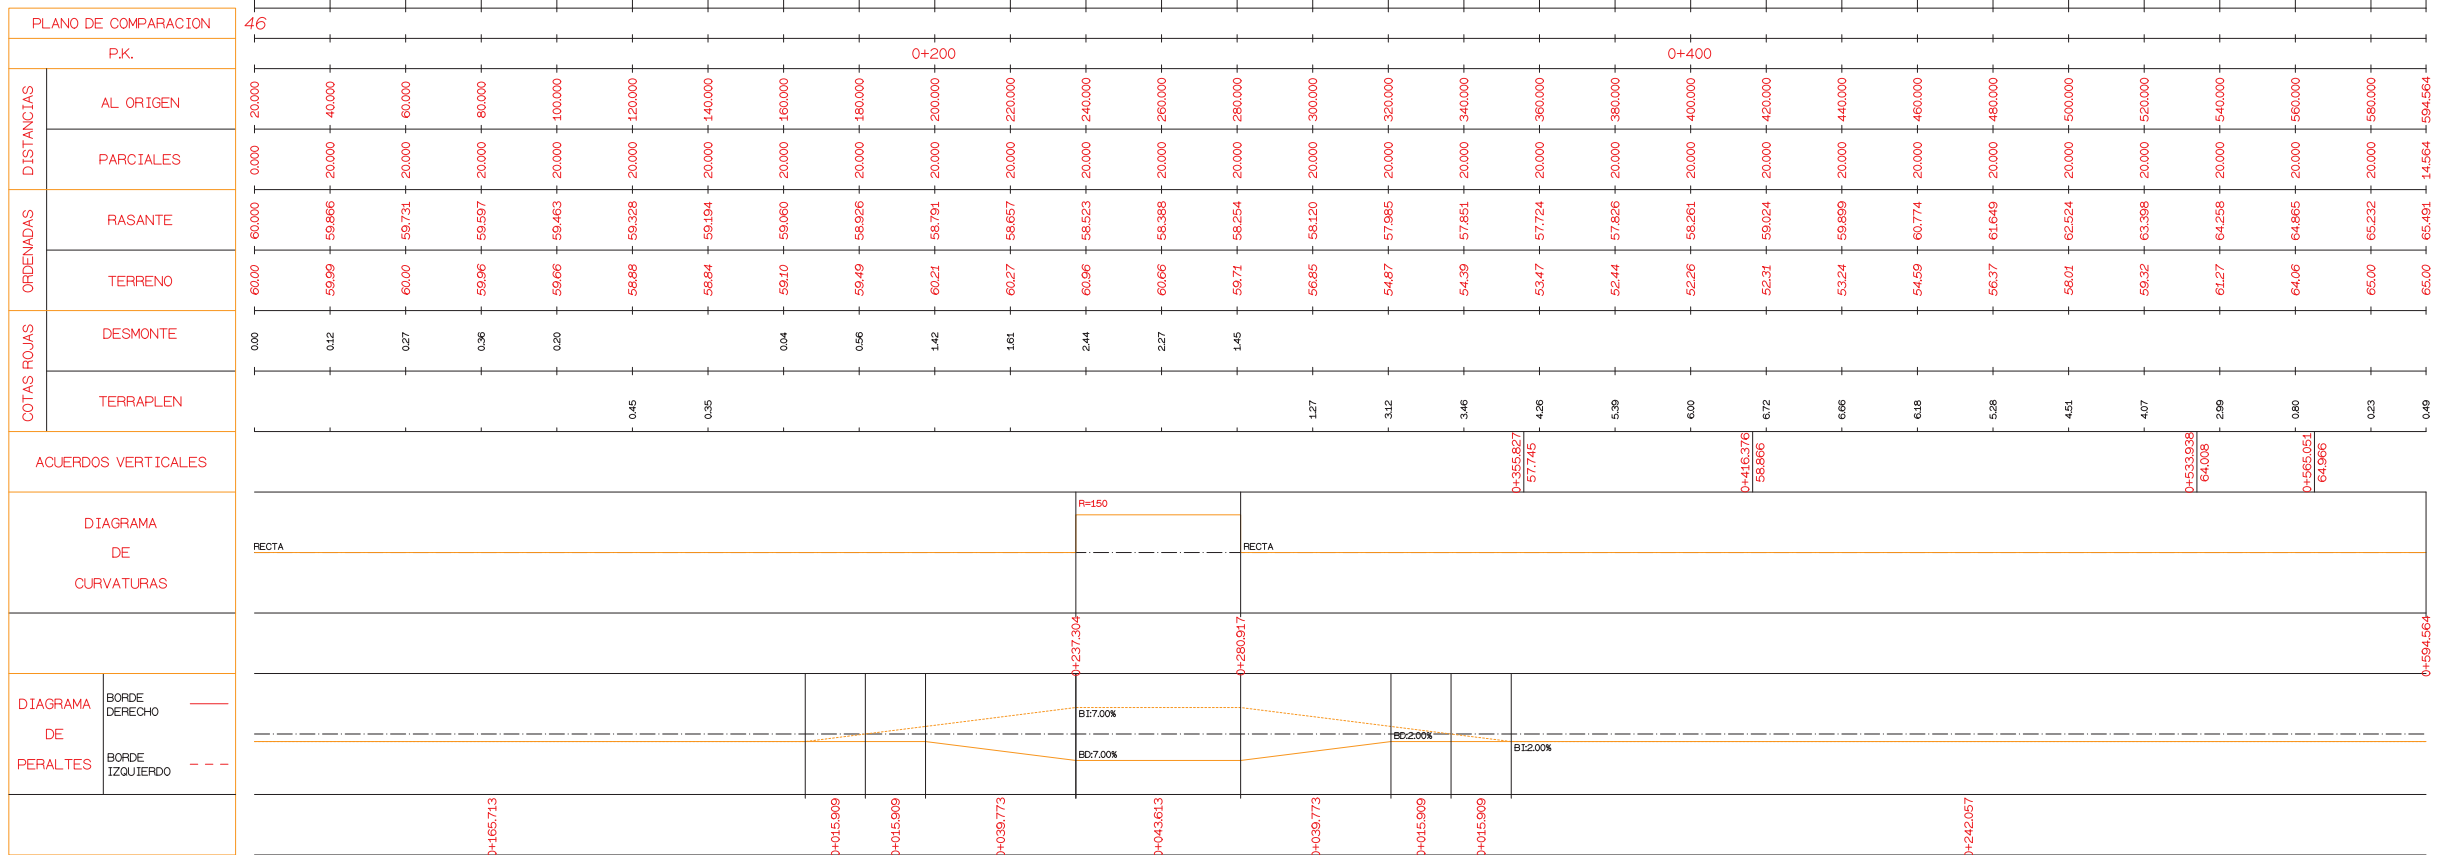 PLANO DE COMPARACION 46
P.K. 0+200 0+400
DISTANCIAS
AL ORIGEN 20.000 40.000 60.000 80.000 100.000 120.000 140.000 160.000 180.000 200.000 220.000 240.000 260.000 280.000 300.000 320.000 340.000 360.000 380.000 400.000 420.000 440.000 460.000 480.000 500.000 520.000 540.000 560.000 580.000 594.564
PARCIALES 0.000 20.000 20.000 20.000 20.000 20.000 20.000 20.000 20.000 20.000 20.000 20.000 20.000 20.000 20.000 20.000 20.000 20.000 20.000 20.000 20.000 20.000 20.000 20.000 20.000 20.000 20.000 20.000 20.000 14.564
ORDENADAS
RASANTE 60.000 59.866 59.731 59.597 59.463 59.328 59.194 59.060 58.926 58.791 58.657 58.523 58.388 58.254 58.120 57.985 57.851 57.724 57.826 58.261 59.024 59.899 60.774 61.649 62.524 63.398 64.258 64.865 65.232 65.491
TERRENO 60.00 59.99 60.00 59.96 59.66 58.88 58.84 59.10 59.49 60.21 60.27 60.96 60.66 59.71 56.85 54.87 54.39 53.47 52.44 52.26 52.31 53.24 54.59 56.37 58.01 59.32 61.27 64.06 65.00 65.00
COTAS ROJAS
DESMONTE 0.00 0.12 0.27 0.36 0.20 0.04 0.56 1.42 1.61 2.44 2.27 1.45
TERRAPLEN 0.45 0.35 1.27 3.12 3.46 4.26 5.39 6.00 6.72 6.66 6.18 5.28 4.51 4.07 2.99 0.80 0.23 0.49
ACUERDOS VERTICALES 0+355.827 57.745 0+416.376 58.866 0+533.938 64.008 0+565.051 64.966
DIAGRAMA
DE
CURVATURAS
RECTA
R=150
RECTA
0+237.304 0+280.917 0+594.564
DIAGRAMA
DE
PERALTES
BORDE
DERECHO
BORDE
IZQUIERDO
BI:7.00%
BD:7.00%
BD:2.00%
BI:2.00%
0+165.713 0+015.909 0+015.909 0+039.773 0+043.613 0+039.773 0+015.909 0+015.909 0+242.057